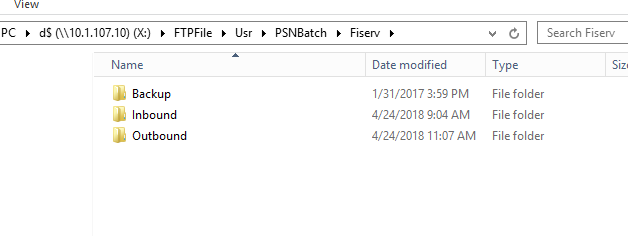 View
PC › d$ (\\10.1.107.10) (X:) › FTPFile › Usr › PSNBatch › Fiserv ›
Search Fiserv
Name Date modified Type
Backup 1/31/2017 3:59 PM File folder
Inbound 4/24/2018 9:04 AM File folder
Outbound 4/24/2018 11:07 AM File folder